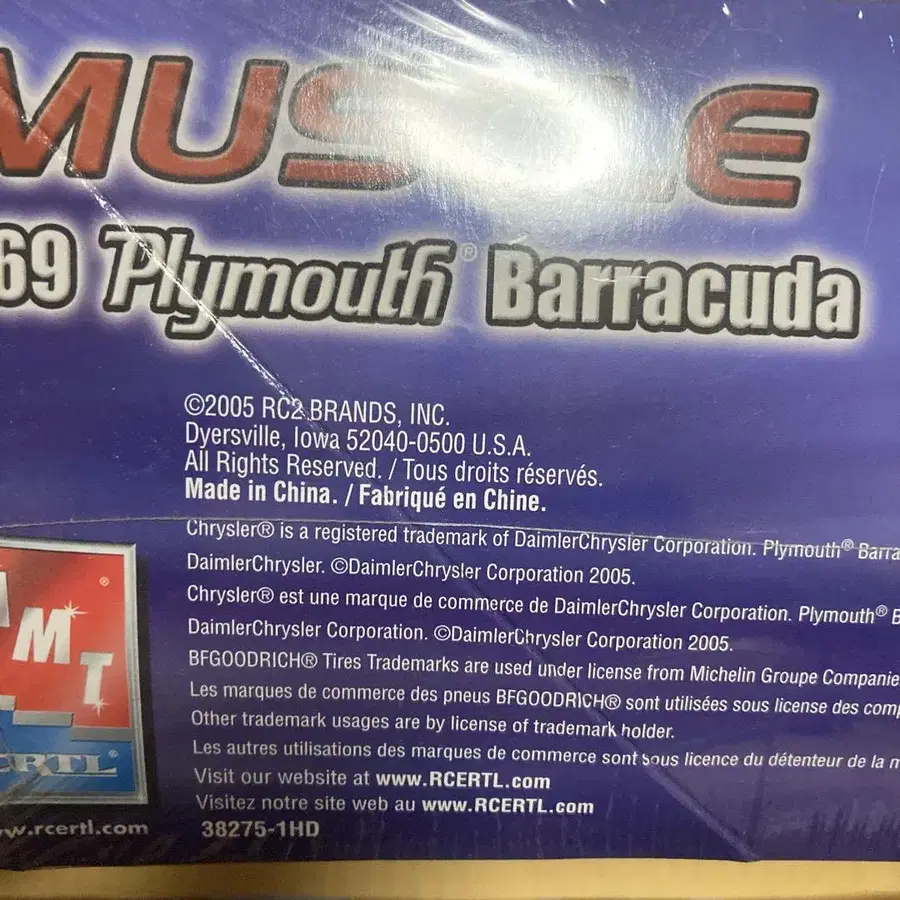 MUSCLE
69 Plymouth® Barracuda
©2005 RC2 BRANDS, INC.
Dyersville, Iowa 52040-0500 U.S.A.
All Rights Reserved. / Tous droits réservés.
Made in China. / Fabriqué en Chine.
Chrysler® is a registered trademark of DaimlerChrysler Corporation. Plymouth® Barra
DaimlerChrysler. ©DaimlerChrysler Corporation 2005.
Chrysler® est une marque de commerce de DaimlerChrysler Corporation. Plymouth® B
DaimlerChrysler Corporation. ©DaimlerChrysler Corporation 2005.
BFGOODRICH® Tires Trademarks are used under license from Michelin Groupe Companie
Les marques de commerce des pneus BFGOODRICH® sont utilisées sous license des com
Other trademark usages are by license of trademark holder.
Les autres utilisations des marques de commerce sont sous licence du détenteur de la m
Visit our website at www.RCERTL.com
Visitez notre site web au www.RCERTL.com
38275-1HD
AMT®
ERTL®
w.rcertl.com